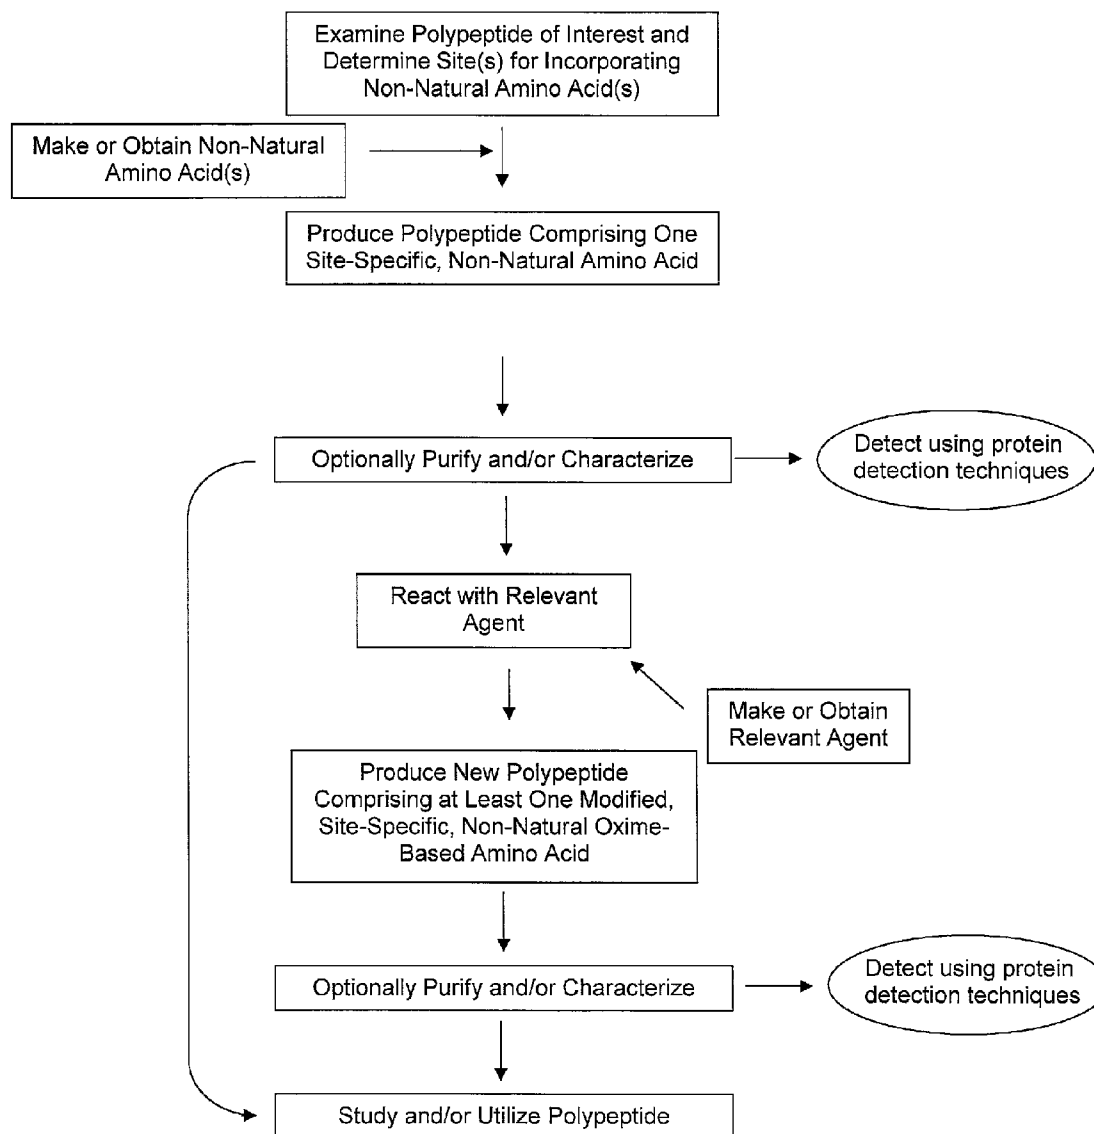 Examine Polypeptide of Interest and
Determine Site(s) for Incorporating
Non-Natural Amino Acid(s)
Make or Obtain Non-Natural
Amino Acid(s)
Produce Polypeptide Comprising One
Site-Specific, Non-Natural Amino Acid
Optionally Purify and/or Characterize
Detect using protein
detection techniques
React with Relevant
Agent
Make or Obtain
Relevant Agent
Produce New Polypeptide
Comprising at Least One Modified,
Site-Specific, Non-Natural Oxime-
Based Amino Acid
Optionally Purify and/or Characterize
Detect using protein
detection techniques
Study and/or Utilize Polypeptide